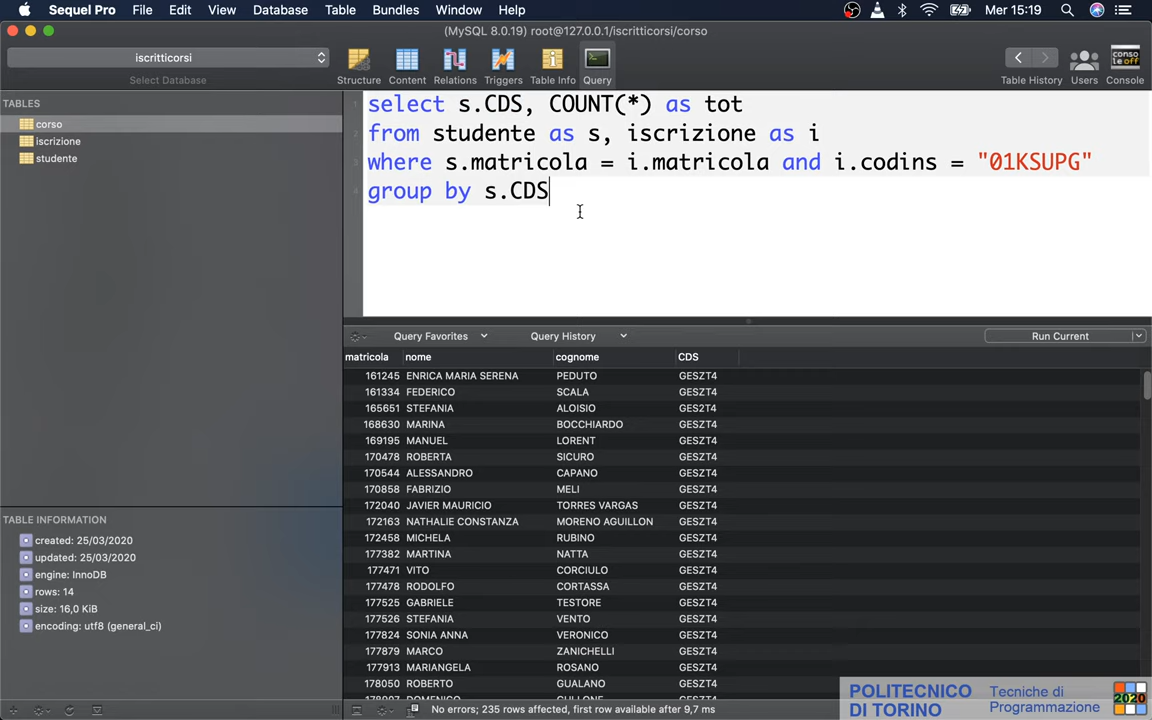 Sequel Pro File Edit View Database Table Bundles Window Help Mer 15:19
(MySQL 8.0.19) root@127.0.0.1/iscritticorsi/corso
iscritticorsi
Select Database
Structure Content Relations Triggers Table Info Query
Table History Users Console
console off
TABLES
corso
iscrizione
studente
1 select s.CDS, COUNT(*) as tot
2 from studente as s, iscrizione as i
3 where s.matricola = i.matricola and i.codins = "01KSUPG"
4 group by s.CDS
Query Favorites Query History Run Current
matricola nome cognome CDS
161245 ENRICA MARIA SERENA PEDUTO GESZT4
161334 FEDERICO SCALA GESZT4
165651 STEFANIA ALOISIO GES2T4
168630 MARINA BOCCHIARDO GESZT4
169195 MANUEL LORENT GESZT4
170478 ROBERTA SICURO GESZT4
170544 ALESSANDRO CAPANO GESZT4
170858 FABRIZIO MELI GESZT4
172040 JAVIER MAURICIO TORRES VARGAS GESZT4
172163 NATHALIE CONSTANZA MORENO AGUILLON GESZT4
172458 MICHELA RUBINO GESZT4
177382 MARTINA NATTA GESZT4
177471 VITO CORCIULO GESZT4
177478 RODOLFO CORTASSA GESZT4
177525 GABRIELE TESTORE GESZT4
177526 STEFANIA VENTO GESZT4
177824 SONIA ANNA VERONICO GESZT4
177879 MARCO ZANICHELLI GESZT4
177913 MARIANGELA ROSANO GESZT4
178050 ROBERTO GUALANO GESZT4
TABLE INFORMATION
created: 25/03/2020
updated: 25/03/2020
engine: InnoDB
rows: 14
size: 16,0 KiB
encoding: utf8 (general_ci)
No errors; 235 rows affected, first row available after 9,7 ms
POLITECNICO
DI TORINO
Tecniche di
Programmazione
2020